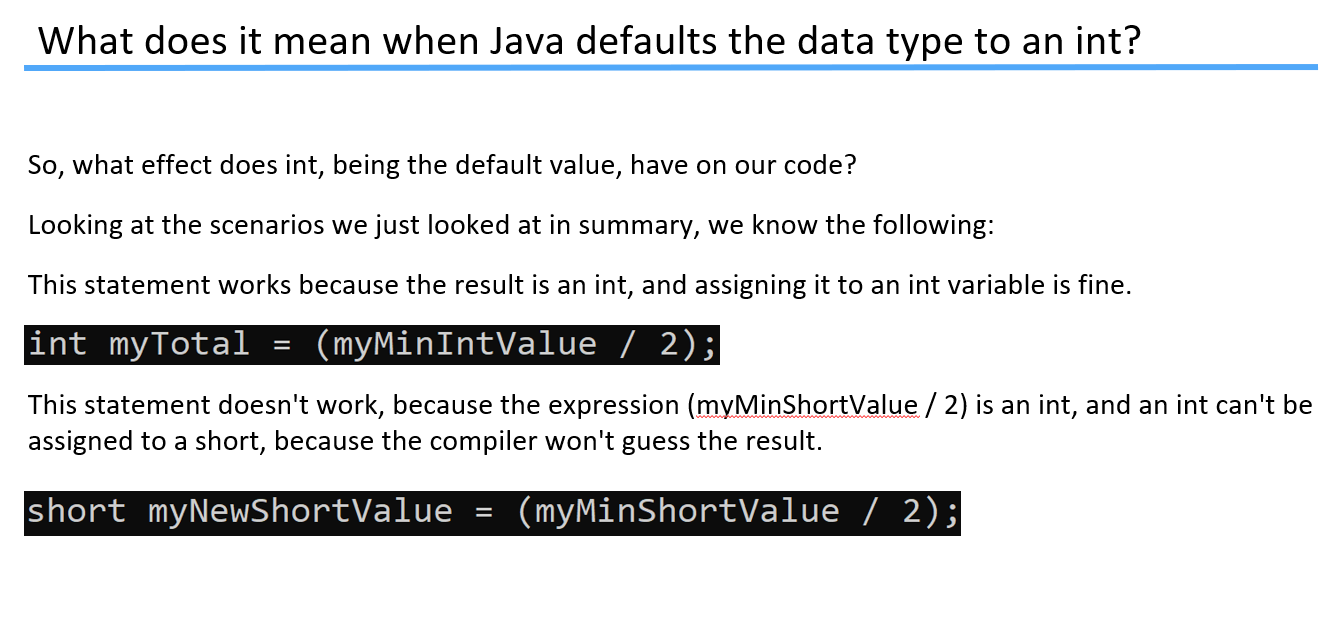 What does it mean when Java defaults the data type to an int?
So, what effect does int, being the default value, have on our code?
Looking at the scenarios we just looked at in summary, we know the following:
This statement works because the result is an int, and assigning it to an int variable is fine.
int myTotal = (myMinIntValue / 2);
This statement doesn't work, because the expression (myMinShortValue / 2) is an int, and an int can't be
assigned to a short, because the compiler won't guess the result.
short myNewShortValue = (myMinShortValue / 2);